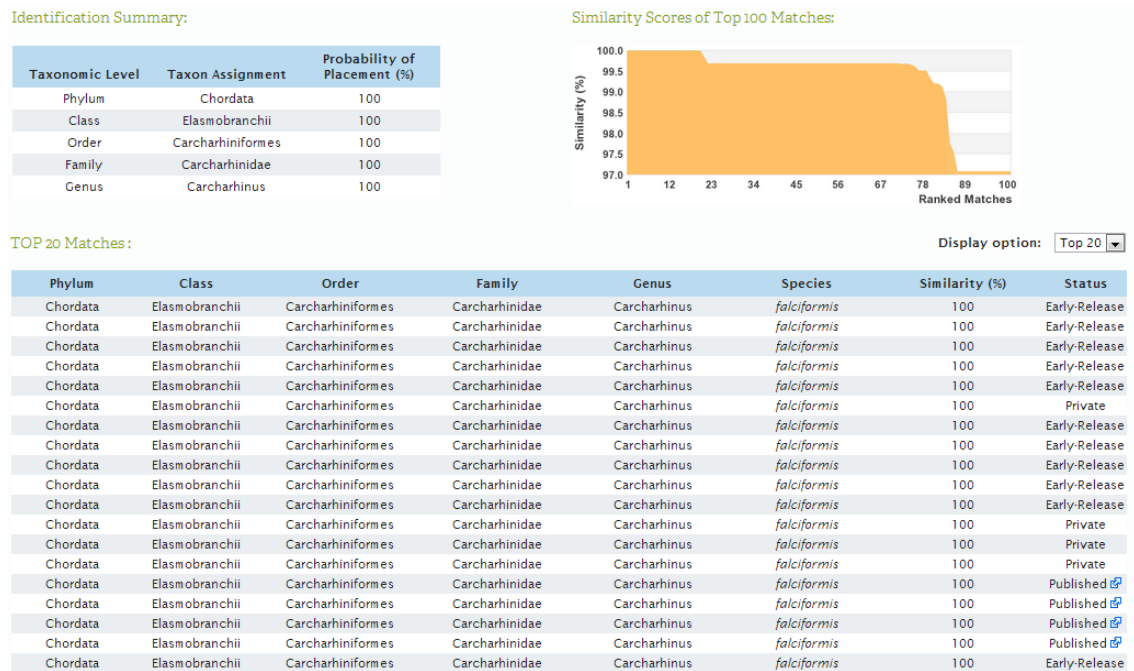 Identification Summary:
Taxonomic Level Taxon Assignment Probability of Placement (%)
Phylum Chordata 100
Class Elasmobranchii 100
Order Carcharhiniformes 100
Family Carcharhinidae 100
Genus Carcharhinus 100
Similarity Scores of Top 100 Matches:
Similarity (%)
100.0
99.5
99.0
98.5
98.0
97.5
97.0
1 12 23 34 45 56 67 78 89 100
Ranked Matches
TOP 20 Matches :
Display option: Top 20
Phylum Class Order Family Genus Species Similarity (%) Status
Chordata Elasmobranchii Carcharhiniformes Carcharhinidae Carcharhinus falciformis 100 Early-Release
Chordata Elasmobranchii Carcharhiniformes Carcharhinidae Carcharhinus falciformis 100 Early-Release
Chordata Elasmobranchii Carcharhiniformes Carcharhinidae Carcharhinus falciformis 100 Early-Release
Chordata Elasmobranchii Carcharhiniformes Carcharhinidae Carcharhinus falciformis 100 Early-Release
Chordata Elasmobranchii Carcharhiniformes Carcharhinidae Carcharhinus falciformis 100 Early-Release
Chordata Elasmobranchii Carcharhiniformes Carcharhinidae Carcharhinus falciformis 100 Private
Chordata Elasmobranchii Carcharhiniformes Carcharhinidae Carcharhinus falciformis 100 Early-Release
Chordata Elasmobranchii Carcharhiniformes Carcharhinidae Carcharhinus falciformis 100 Early-Release
Chordata Elasmobranchii Carcharhiniformes Carcharhinidae Carcharhinus falciformis 100 Early-Release
Chordata Elasmobranchii Carcharhiniformes Carcharhinidae Carcharhinus falciformis 100 Early-Release
Chordata Elasmobranchii Carcharhiniformes Carcharhinidae Carcharhinus falciformis 100 Early-Release
Chordata Elasmobranchii Carcharhiniformes Carcharhinidae Carcharhinus falciformis 100 Private
Chordata Elasmobranchii Carcharhiniformes Carcharhinidae Carcharhinus falciformis 100 Private
Chordata Elasmobranchii Carcharhiniformes Carcharhinidae Carcharhinus falciformis 100 Private
Chordata Elasmobranchii Carcharhiniformes Carcharhinidae Carcharhinus falciformis 100 Published
Chordata Elasmobranchii Carcharhiniformes Carcharhinidae Carcharhinus falciformis 100 Published
Chordata Elasmobranchii Carcharhiniformes Carcharhinidae Carcharhinus falciformis 100 Published
Chordata Elasmobranchii Carcharhiniformes Carcharhinidae Carcharhinus falciformis 100 Published
Chordata Elasmobranchii Carcharhiniformes Carcharhinidae Carcharhinus falciformis 100 Early-Release